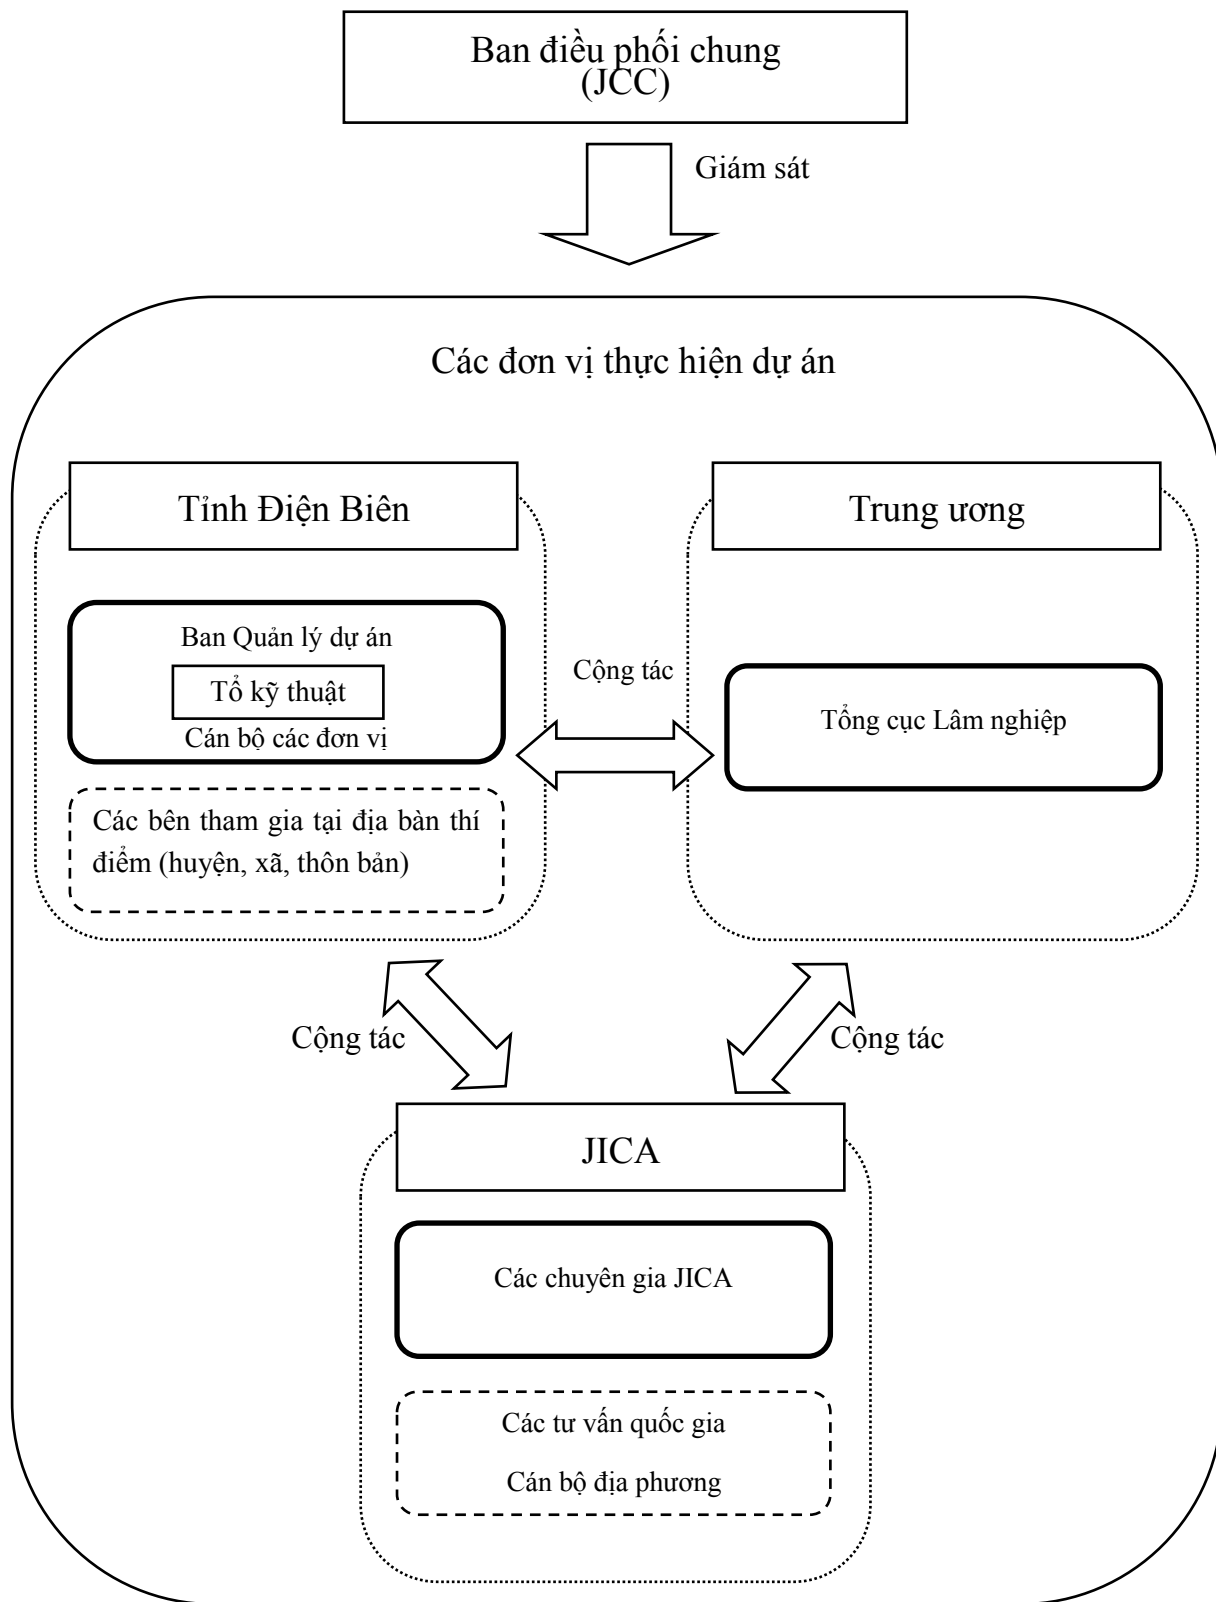 Ban điều phối chung
(JCC)
Giám sát
Các đơn vị thực hiện dự án
Tỉnh Điện Biên
Trung ương
Ban Quản lý dự án
Tổ kỹ thuật
Cán bộ các đơn vị
Cộng tác
Tổng cục Lâm nghiệp
Các bên tham gia tại địa bàn thí
điểm (huyện, xã, thôn bản)
Cộng tác
Cộng tác
JICA
Các chuyên gia JICA
Các tư vấn quốc gia
Cán bộ địa phương